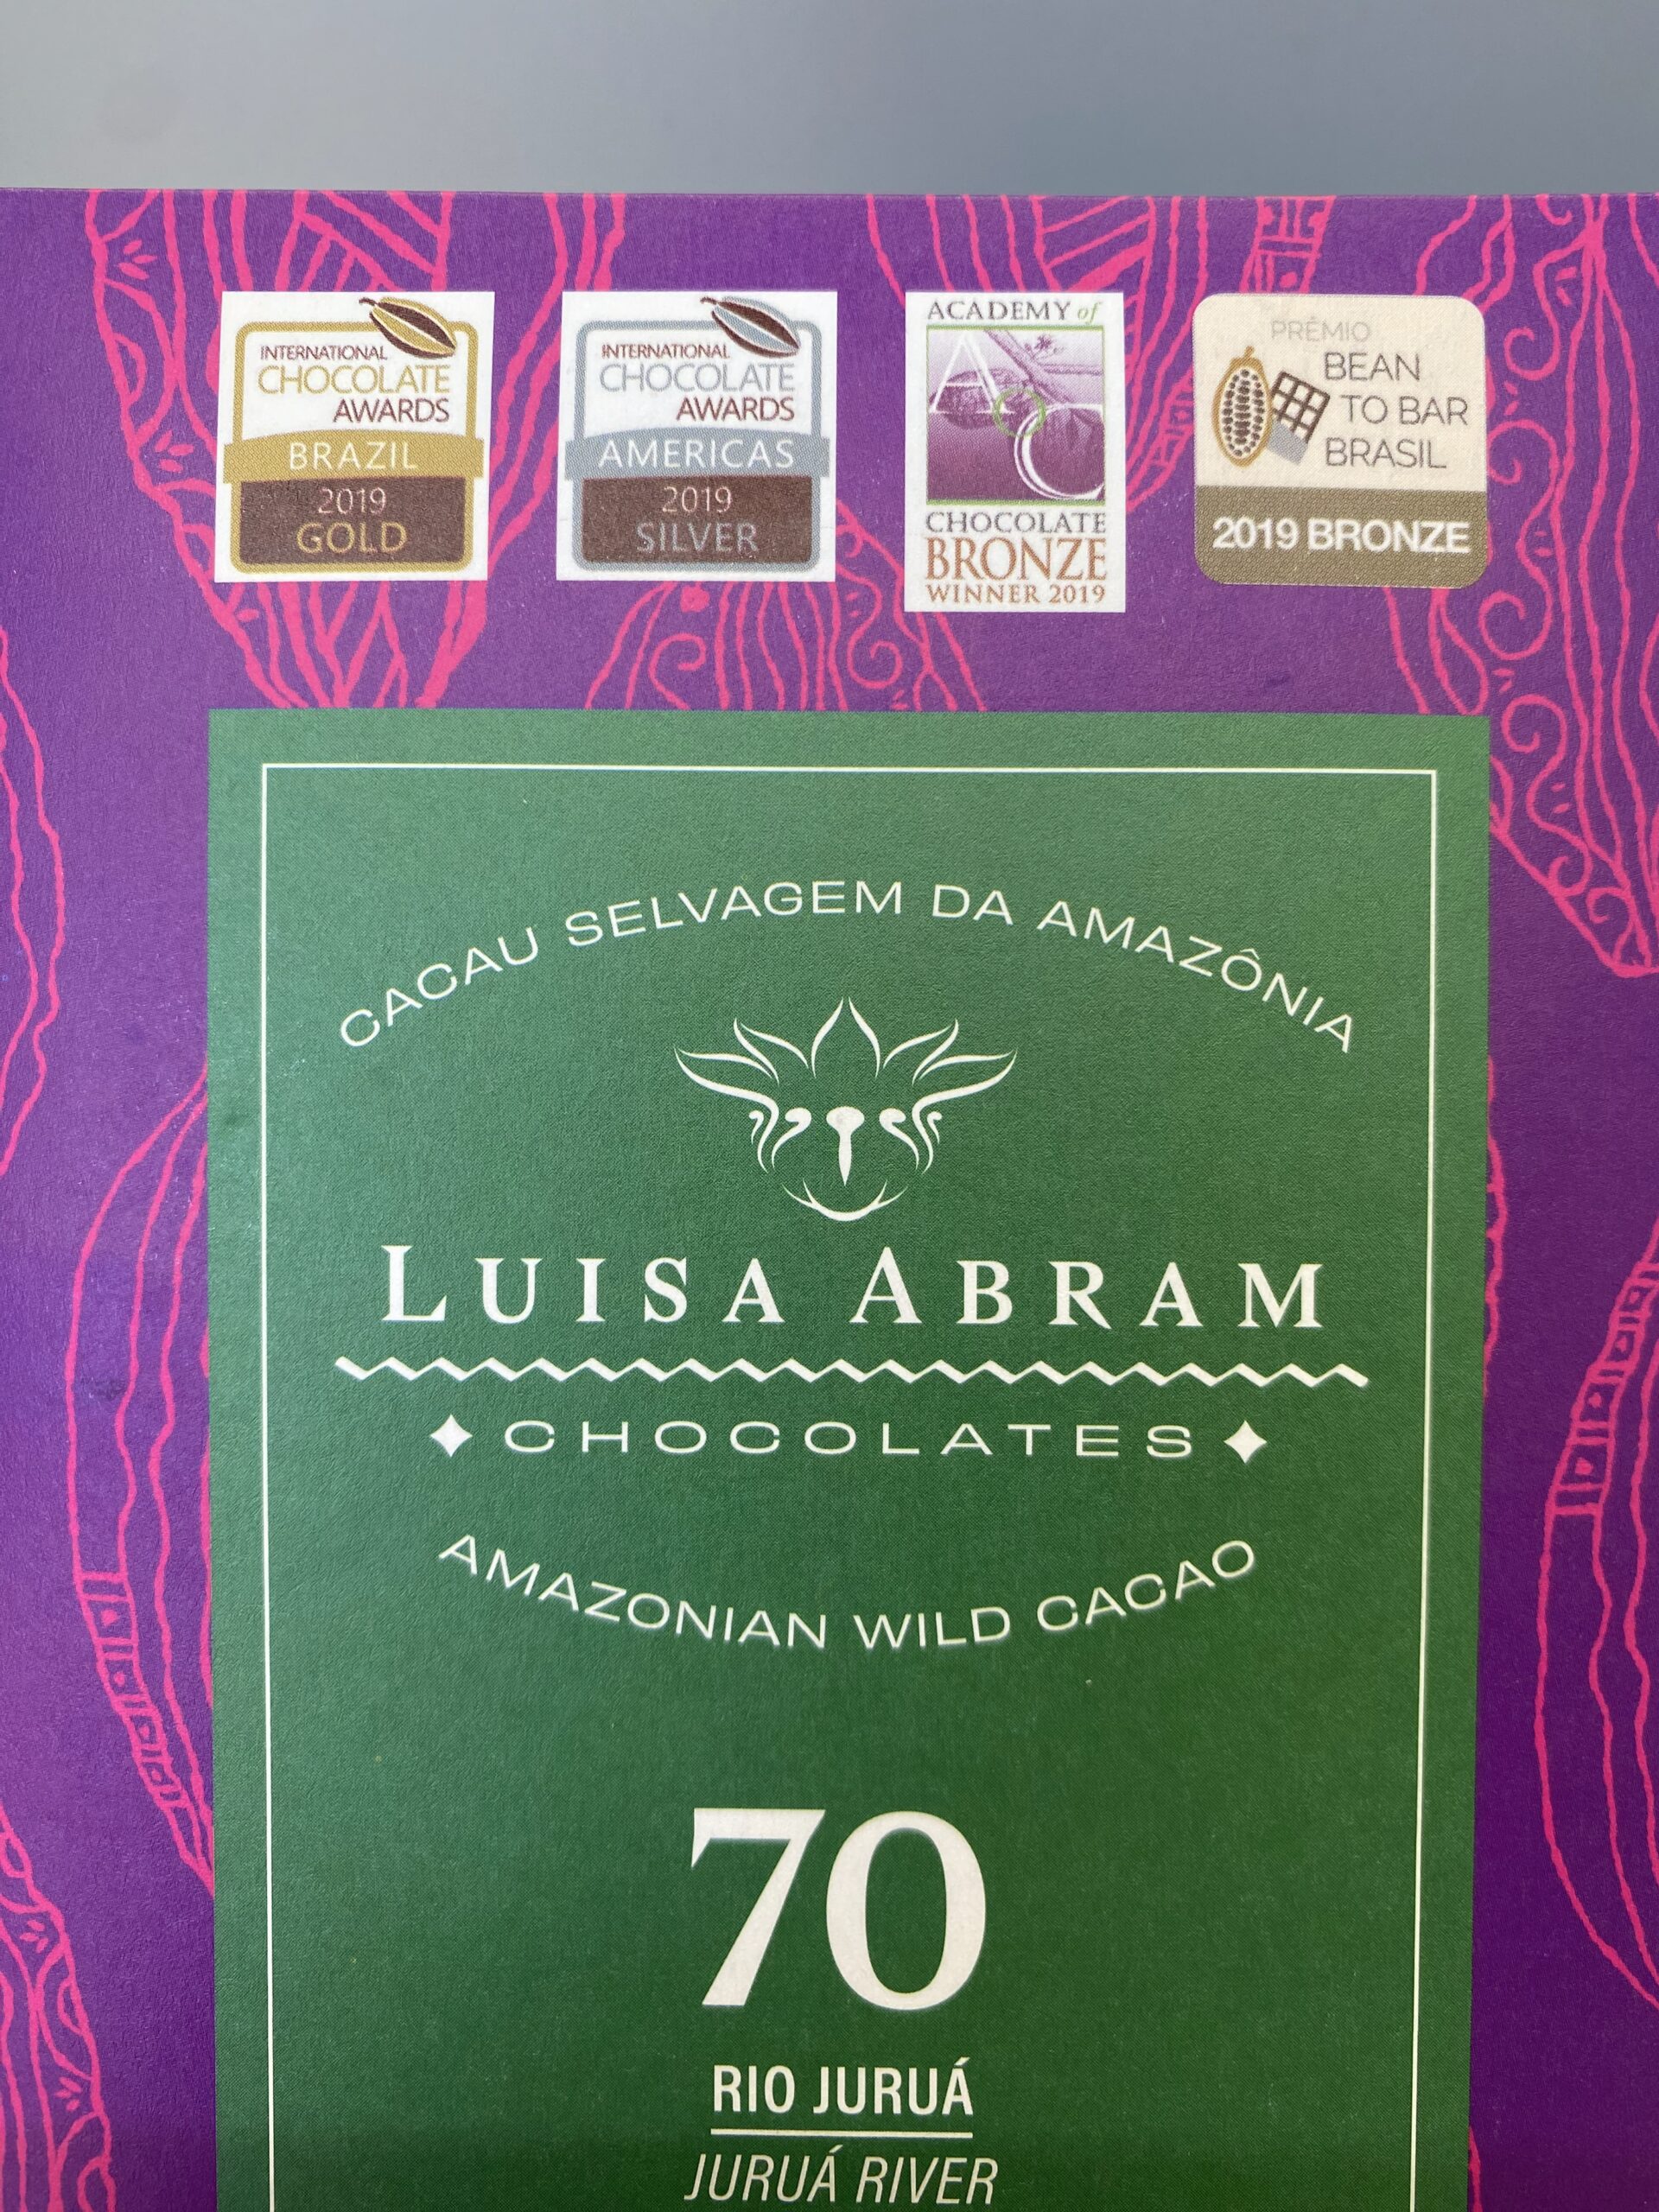 INTERNATIONAL
CHOCOLATE
AWARDS
BRAZIL
2019
GOLD
INTERNATIONAL
CHOCOLATE
AWARDS
AMERICAS
2019
SILVER
ACADEMY of
A
C
CHOCOLATE
BRONZE
WINNER 2019
PRÊMIO
BEAN
TO BAR
BRASIL
2019 BRONZE
CACAU SELVAGEM DA AMAZÔNIA
LUISA ABRAM
CHOCOLATES
AMAZONIAN WILD CACAO
70
RIO JURUÁ
JURUÁ RIVER